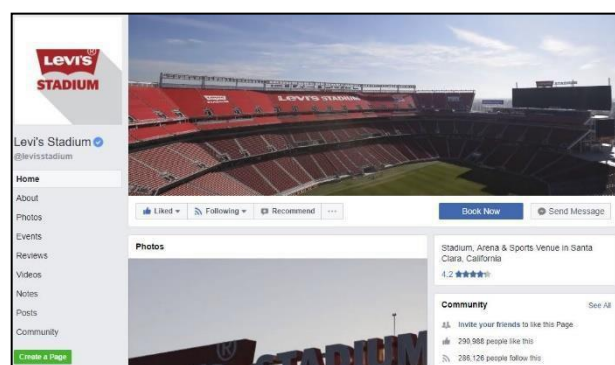 LEVI'S®
STADIUM
LEVI'S STADIUM
Levi's Stadium
@levisstadium
Home
About
Photos
Events
Reviews
Videos
Notes
Posts
Community
Create a Page
Liked
Following
Recommend
...
Book Now
Send Message
Photos
® STADIUM
Stadium, Arena & Sports Venue in Santa
Clara, California
4.2
Community
See All
Invite your friends to like this Page
299,988 people like this
286,126 people follow this